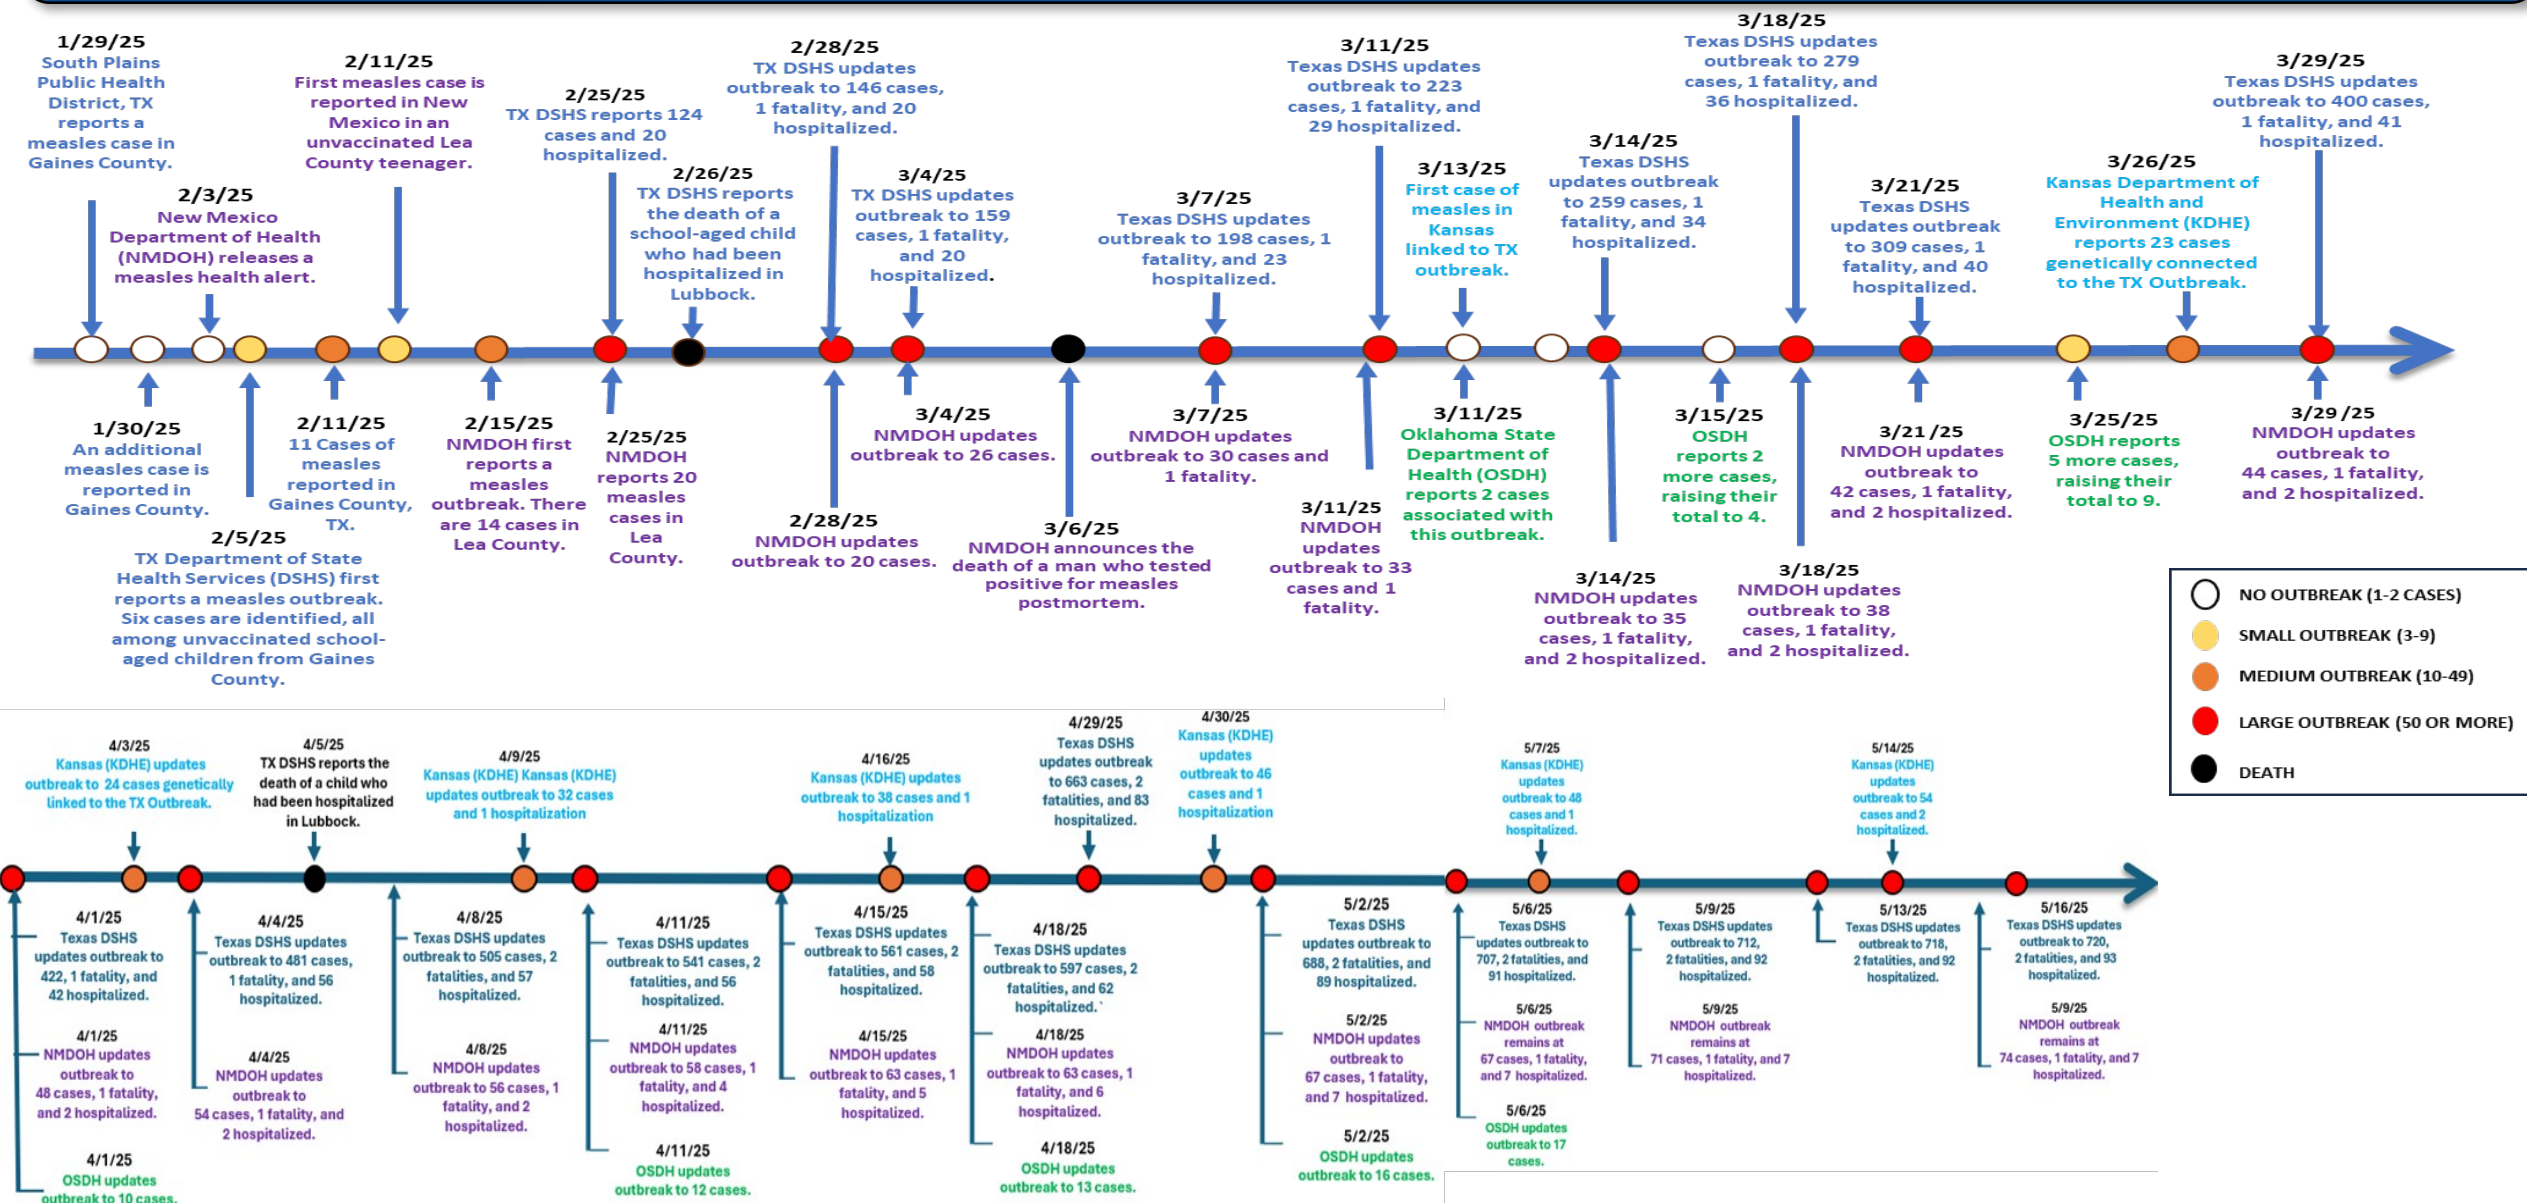 1/29/25
South Plains
Public Health
District, TX
reports a
measles case in
Gaines County.
2/3/25
New Mexico
Department of Health
(NMDOH) releases a
measles health alert.
2/11/25
First measles case is
reported in New
Mexico in an
unvaccinated Lea
County teenager.
2/25/25
TX DSHS reports 124
cases and 20
hospitalized.
2/26/25
TX DSHS reports
the death of a
school-aged child
who had been
hospitalized in
Lubbock.
2/28/25
TX DSHS updates
outbreak to 146 cases,
1 fatality, and 20
hospitalized.
3/4/25
TX DSHS updates
outbreak to 159
cases, 1 fatality,
and 20
hospitalized.
3/7/25
Texas DSHS updates
outbreak to 198 cases, 1
fatality, and 23
hospitalized.
3/11/25
Texas DSHS updates
outbreak to 223
cases, 1 fatality, and
29 hospitalized.
3/13/25
First case of
measles in
Kansas
linked to TX
outbreak.
3/14/25
Texas DSHS
updates outbreak
to 259 cases, 1
fatality, and 34
hospitalized.
3/18/25
Texas DSHS updates
outbreak to 279
cases, 1 fatality, and
36 hospitalized.
3/21/25
Texas DSHS
updates outbreak
to 309 cases, 1
fatality, and 40
hospitalized.
3/26/25
Kansas Department of
Health and
Environment (KDHE)
reports 23 cases
genetically connected
to the TX Outbreak.
3/29/25
Texas DSHS updates
outbreak to 400 cases,
1 fatality, and 41
hospitalized.
1/30/25
An additional
measles case is
reported in
Gaines County.
2/5/25
TX Department of State
Health Services (DSHS) first
reports a measles outbreak.
Six cases are identified, all
among unvaccinated school-
aged children from Gaines
County.
2/11/25
11 Cases of
measles
reported in
Gaines County,
TX.
2/15/25
NMDOH first
reports a
measles
outbreak. There
are 14 cases in
Lea County.
2/25/25
NMDOH
reports 20
measles
cases in
Lea
County.
2/28/25
NMDOH updates
outbreak to 20 cases.
3/4/25
NMDOH updates
outbreak to 26 cases.
3/6/25
NMDOH announces the
death of a man who tested
positive for measles
postmortem.
3/7/25
NMDOH updates
outbreak to 30 cases and
1 fatality.
3/11/25
NMDOH
updates
outbreak to 33
cases and 1
fatality.
3/11/25
Oklahoma State
Department of
Health (OSDH)
reports 2 cases
associated with
this outbreak.
3/14/25
NMDOH updates
outbreak to 35
cases, 1 fatality,
and 2 hospitalized.
3/15/25
OSDH
reports 2
more cases,
raising their
total to 4.
3/18/25
NMDOH updates
outbreak to 38
cases, 1 fatality,
and 2 hospitalized.
3/21/25
NMDOH updates
outbreak to
42 cases, 1 fatality,
and 2 hospitalized.
3/25/25
OSDH reports
5 more cases,
raising their
total to 9.
3/29/25
NMDOH updates
outbreak to
44 cases, 1 fatality,
and 2 hospitalized.
NO OUTBREAK (1-2 CASES)
SMALL OUTBREAK (3-9)
MEDIUM OUTBREAK (10-49)
LARGE OUTBREAK (50 OR MORE)
DEATH
4/3/25
Kansas (KDHE) updates
outbreak to 24 cases genetically
linked to the TX Outbreak.
4/5/25
TX DSHS reports the
death of a child who
had been hospitalized
in Lubbock.
4/9/25
Kansas (KDHE) Kansas (KDHE)
updates outbreak to 32 cases
and 1 hospitalization
4/16/25
Kansas (KDHE) updates
outbreak to 38 cases and 1
hospitalization
4/29/25
Texas DSHS
updates outbreak
to 663 cases, 2
fatalities, and 83
hospitalized.
4/30/25
Kansas (KDHE)
updates
outbreak to 46
cases and 1
hospitalization
5/7/25
Kansas (KDHE)
updates
outbreak to 48
cases and 1
hospitalized.
5/14/25
Kansas (KDHE)
updates
outbreak to 54
cases and 2
hospitalized.
4/1/25
Texas DSHS
updates outbreak to
422, 1 fatality, and
42 hospitalized.
4/1/25
NMDOH updates
outbreak to
48 cases, 1 fatality,
and 2 hospitalized.
4/1/25
OSDH updates
outbreak to 10 cases.
4/4/25
Texas DSHS updates
outbreak to 481 cases,
1 fatality, and 56
hospitalized.
4/4/25
NMDOH updates
outbreak to
54 cases, 1 fatality, and
2 hospitalized.
4/8/25
Texas DSHS updates
outbreak to 505 cases, 2
fatalities, and 57
hospitalized.
4/8/25
NMDOH updates
outbreak to 56 cases, 1
fatality, and 2
hospitalized.
4/11/25
Texas DSHS updates
outbreak to 541 cases, 2
fatalities, and 56
hospitalized.
4/11/25
NMDOH updates
outbreak to 58 cases, 1
fatality, and 4
hospitalized.
4/11/25
OSDH updates
outbreak to 12 cases.
4/15/25
Texas DSHS updates
outbreak to 561 cases, 2
fatalities, and 58
hospitalized.
4/15/25
NMDOH updates
outbreak to 63 cases, 1
fatality, and 5
hospitalized.
4/18/25
Texas DSHS updates
outbreak to 597 cases, 2
fatalities, and 62
hospitalized.`
4/18/25
NMDOH updates
outbreak to 63 cases, 1
fatality, and 6
hospitalized.
4/18/25
OSDH updates
outbreak to 13 cases.
5/2/25
Texas DSHS
updates outbreak to
688, 2 fatalities, and
89 hospitalized.
5/2/25
NMDOH updates
outbreak to
67 cases, 1 fatality,
and 7 hospitalized.
5/2/25
OSDH updates
outbreak to 16 cases.
5/6/25
Texas DSHS
updates outbreak to
707, 2 fatalities, and
91 hospitalized.
5/6/25
NMDOH outbreak
remains at
67 cases, 1 fatality,
and 7 hospitalized.
5/6/25
OSDH updates
outbreak to 17
cases.
5/9/25
Texas DSHS updates
outbreak to 712,
2 fatalities, and 92
hospitalized.
5/9/25
NMDOH outbreak
remains at
71 cases, 1 fatality, and 7
hospitalized.
5/13/25
Texas DSHS updates
outbreak to 718,
2 fatalities, and 92
hospitalized.
5/16/25
Texas DSHS updates
outbreak to 720,
2 fatalities, and 93
hospitalized.
5/9/25
NMDOH outbreak
remains at
74 cases, 1 fatality, and 7
hospitalized.